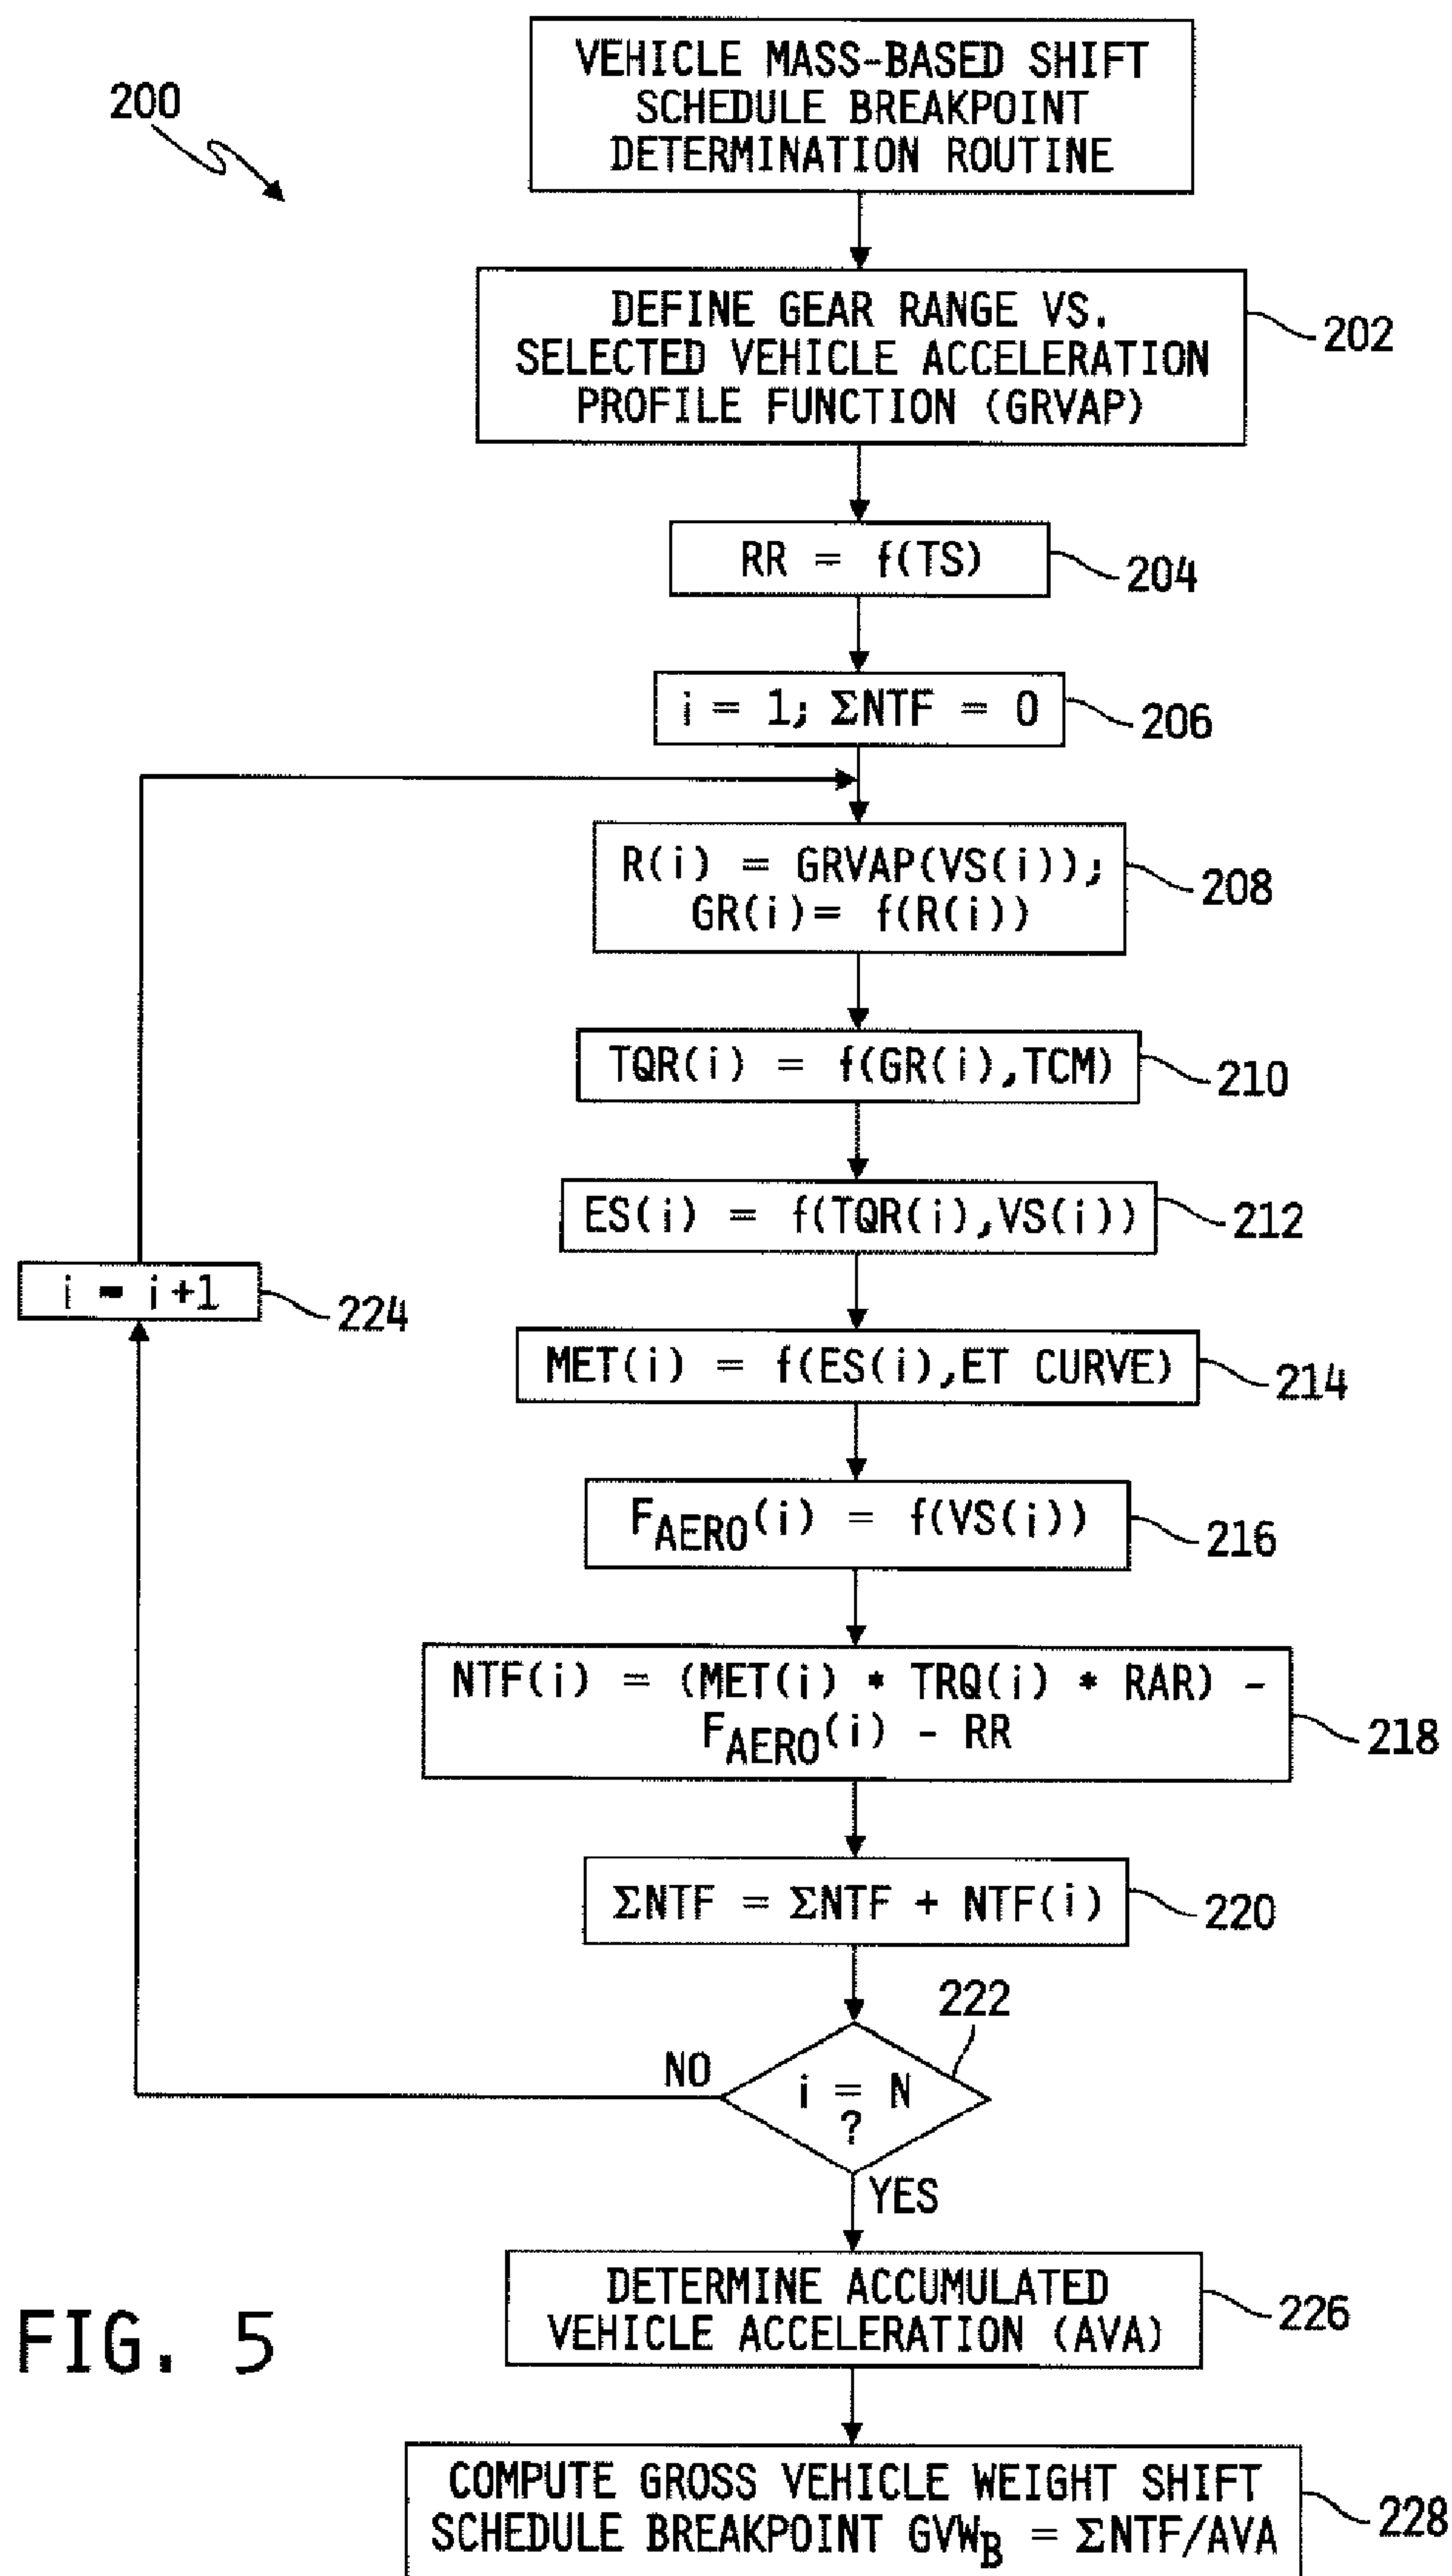 200
VEHICLE MASS-BASED SHIFT
SCHEDULE BREAKPOINT
DETERMINATION ROUTINE
DEFINE GEAR RANGE VS.
SELECTED VEHICLE ACCELERATION
PROFILE FUNCTION (GRVAP)
202
RR = f(TS)
204
i = 1; ΣNTF = 0
206
R(i) = GRVAP(VS(i));
GR(i)= f(R(i))
208
TQR(i) = f(GR(i),TCM)
210
ES(i) = f(TQR(i),VS(i))
212
i = i+1
224
MET(i) = f(ES(i),ET CURVE)
214
FAERO(i) = f(VS(i))
216
NTF(i) = (MET(i) * TRQ(i) * RAR) -
FAERO(i) - RR
218
ΣNTF = ΣNTF + NTF(i)
220
222
NO
i = N
?
YES
DETERMINE ACCUMULATED
VEHICLE ACCELERATION (AVA)
226
FIG. 5
COMPUTE GROSS VEHICLE WEIGHT SHIFT
SCHEDULE BREAKPOINT GVWB = ΣNTF/AVA
228